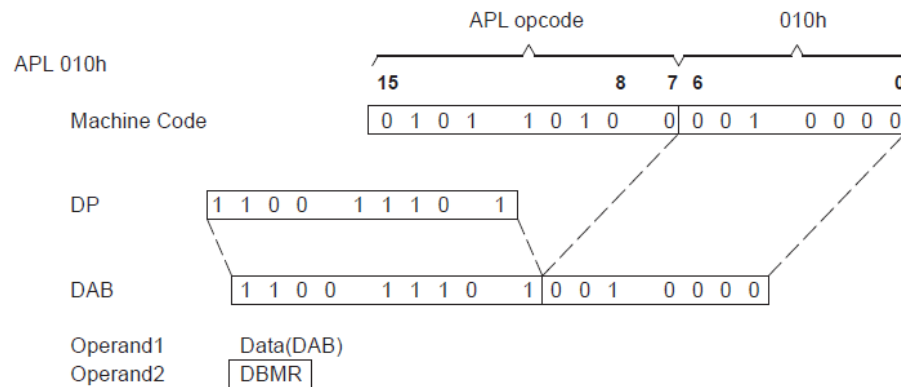 APL opcode 010h
APL 010h
15 8 7 6 0
Machine Code 0 1 0 1 1 0 1 0 0 0 0 1 0 0 0 0
DP 1 1 0 0 1 1 1 0 1
DAB 1 1 0 0 1 1 1 0 1 0 0 1 0 0 0 0
Operand1 Data(DAB)
Operand2 DBMR